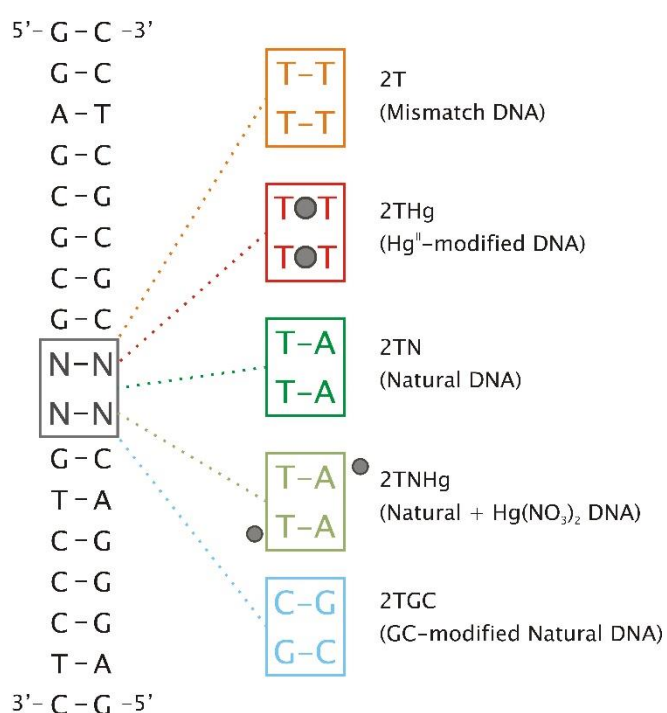 5'- G – C -3'
G – C
A – T
G – C
C – G
G – C
C – G
G – C
N–N
N–N
G – C
T – A
C – G
C – G
C – G
T – A
3'- C – G -5'
T–T
T–T
2T
(Mismatch DNA)
T T
T T
2THg
(Hg^II-modified DNA)
T–A
T–A
2TN
(Natural DNA)
T–A
T–A
2TNHg
(Natural + Hg(NO₃)₂ DNA)
C–G
G–C
2TGC
(GC-modified Natural DNA)